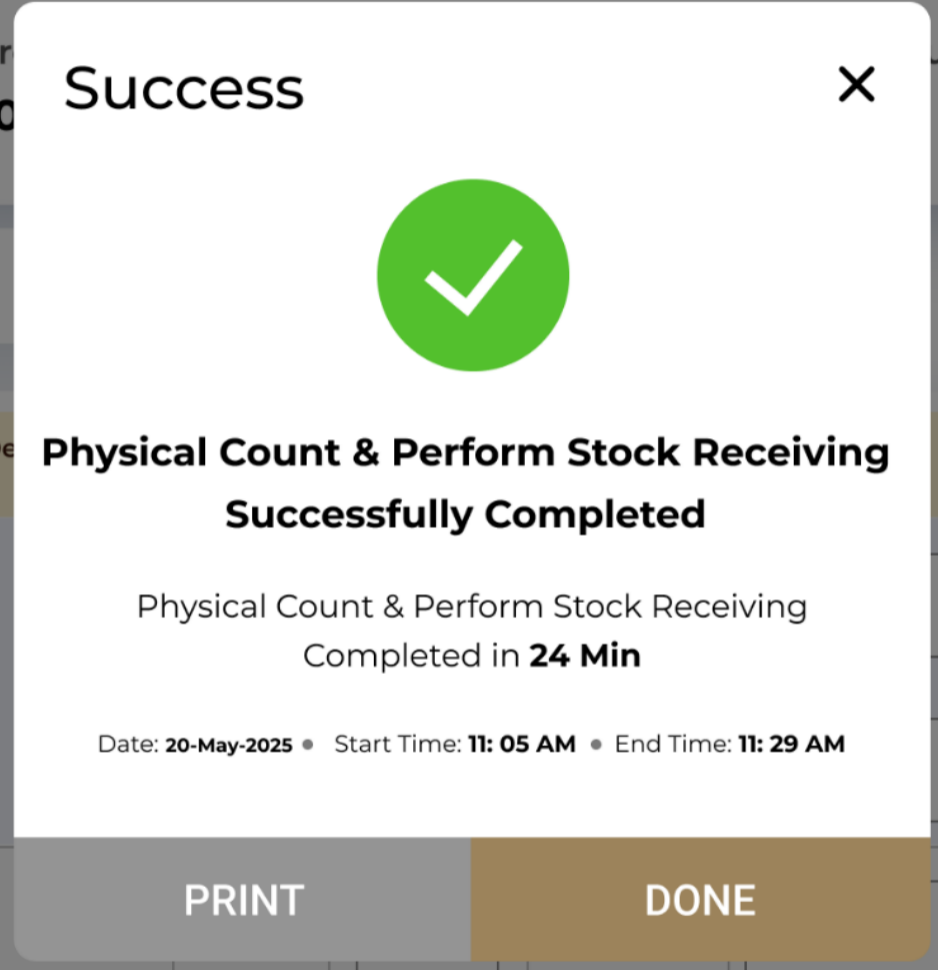 Success
Physical Count & Perform Stock Receiving
Successfully Completed
Physical Count & Perform Stock Receiving
Completed in 24 Min
Date: 20-May-2025 • Start Time: 11: 05 AM • End Time: 11: 29 AM
PRINT DONE